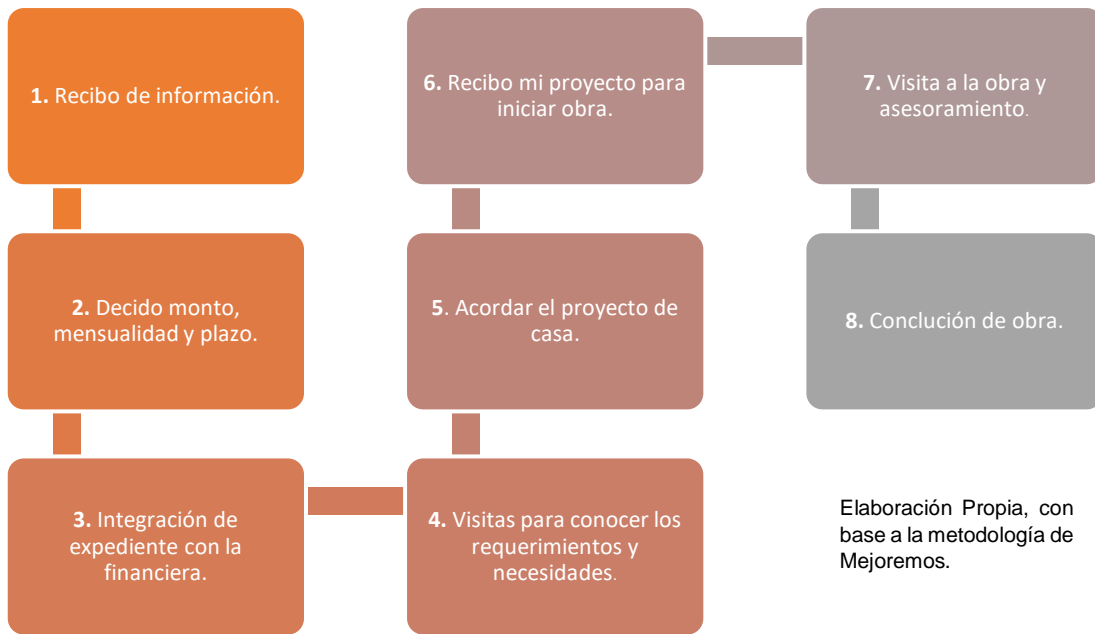 1. Recibo de información.
2. Decido monto,
mensualidad y plazo.
3. Integración de
expediente con la
financiera.
4. Visitas para conocer los
requerimientos y
necesidades.
5. Acordar el proyecto de
casa.
6. Recibo mi proyecto para
iniciar obra.
7. Visita a la obra y
asesoramiento.
8. Conclución de obra.
Elaboración Propia, con
base a la metodología de
Mejoremos.